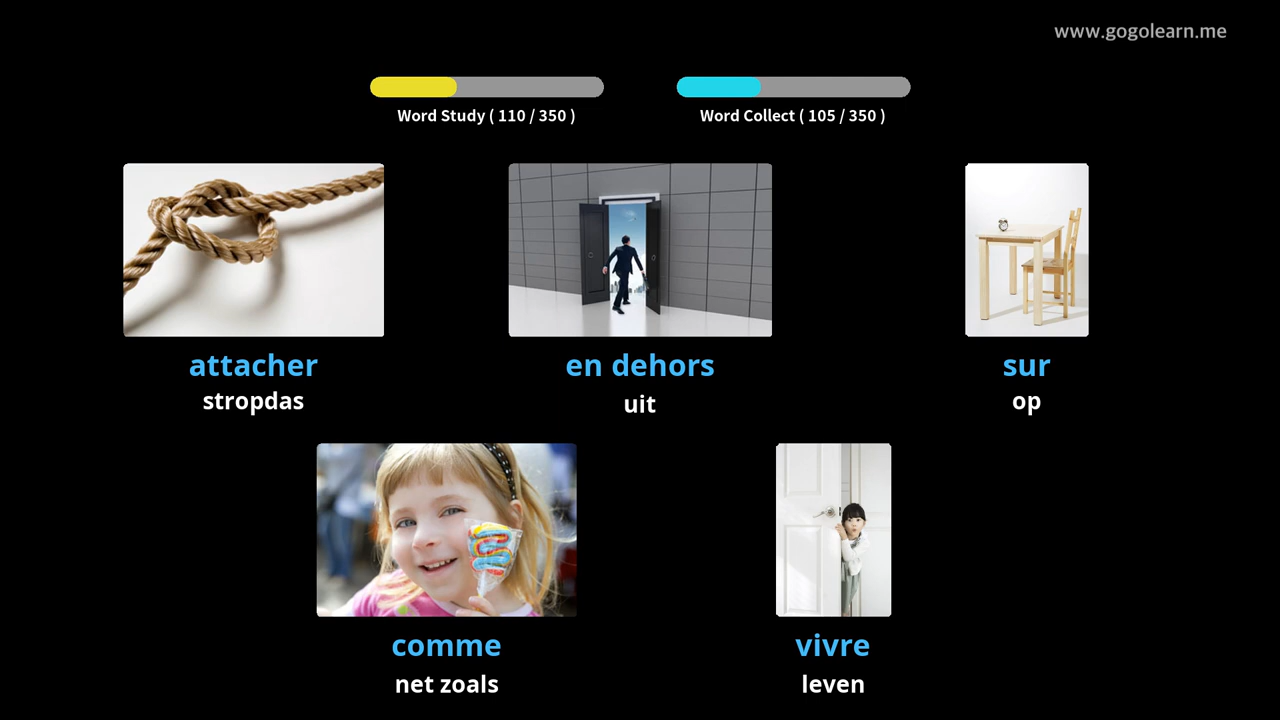 www.gogolearn.me
Word Study ( 110 / 350 )
Word Collect ( 105 / 350 )
attacher
stropdas
en dehors
uit
sur
op
comme
net zoals
vivre
leven